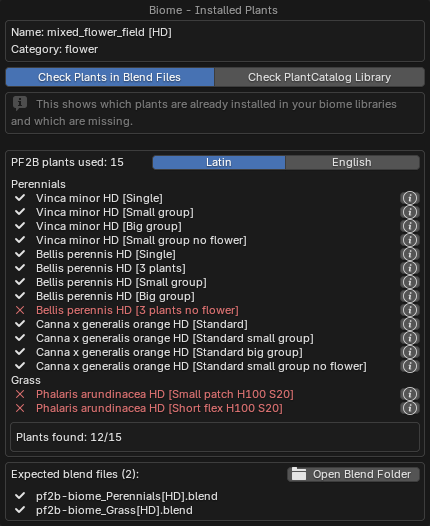 Biome - Installed Plants
Name: mixed_flower_field [HD]
Category: flower
Check Plants in Blend Files
Check PlantCatalog Library
This shows which plants are already installed in your biome libraries
and which are missing.
PF2B plants used: 15
Latin
English
Perennials
Vinca minor HD [Single]
Vinca minor HD [Small group]
Vinca minor HD [Big group]
Vinca minor HD [Small group no flower]
Bellis perennis HD [Single]
Bellis perennis HD [3 plants]
Bellis perennis HD [Small group]
Bellis perennis HD [Big group]
Bellis perennis HD [3 plants no flower]
Canna x generalis orange HD [Standard]
Canna x generalis orange HD [Standard small group]
Canna x generalis orange HD [Standard big group]
Canna x generalis orange HD [Standard small group no flower]
Grass
Phalaris arundinacea HD [Small patch H100 S20]
Phalaris arundinacea HD [Short flex H100 S20]
Plants found: 12/15
Expected blend files (2):
Open Blend Folder
pf2b-biome_Perennials[HD].blend
pf2b-biome_Grass[HD].blend